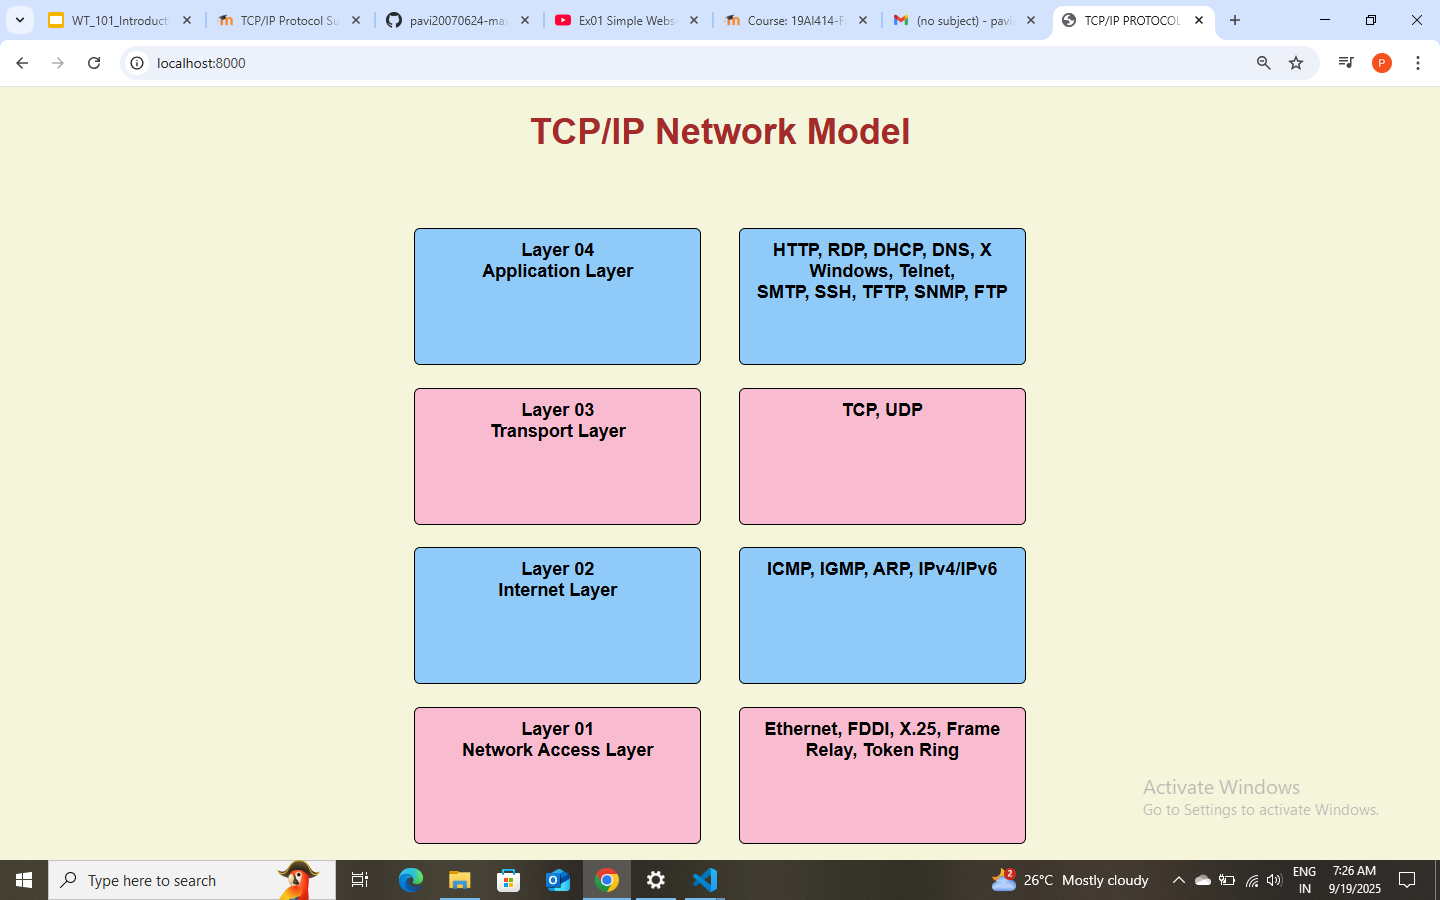 WT_101_Introducti
TCP/IP Protocol Su
pavi20070624-ma
Ex01 Simple Webs
Course: 19AI414-F
(no subject) - pavi
TCP/IP PROTOCOL
localhost:8000
P
TCP/IP Network Model
Layer 04
Application Layer
HTTP, RDP, DHCP, DNS, X
Windows, Telnet,
SMTP, SSH, TFTP, SNMP, FTP
Layer 03
Transport Layer
TCP, UDP
Layer 02
Internet Layer
ICMP, IGMP, ARP, IPv4/IPv6
Layer 01
Network Access Layer
Ethernet, FDDI, X.25, Frame
Relay, Token Ring
Activate Windows
Go to Settings to activate Windows.
Type here to search
2
26°C Mostly cloudy
ENG
IN
7:26 AM
9/19/2025